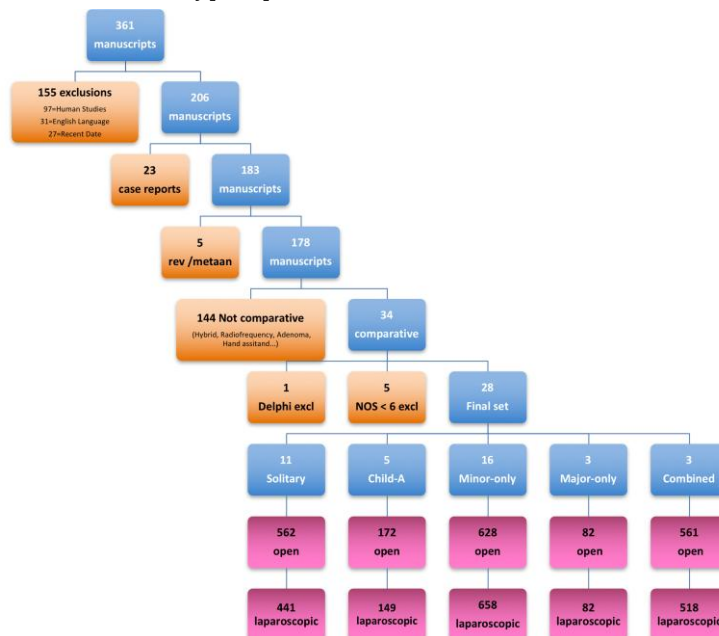 361
manuscripts
155 exclusions
97=Human Studies
31=English Language
27=Recent Date
206
manuscripts
23
case reports
183
manuscripts
5
rev /metaan
178
manuscripts
144 Not comparative
(Hybrid, Radiofrequency, Adenoma,
Hand assitand...)
34
comparative
1
Delphi excl
5
NOS < 6 excl
28
Final set
11
Solitary
5
Child-A
16
Minor-only
3
Major-only
3
Combined
562
open
172
open
628
open
82
open
561
open
441
laparoscopic
149
laparoscopic
658
laparoscopic
82
laparoscopic
518
laparoscopic